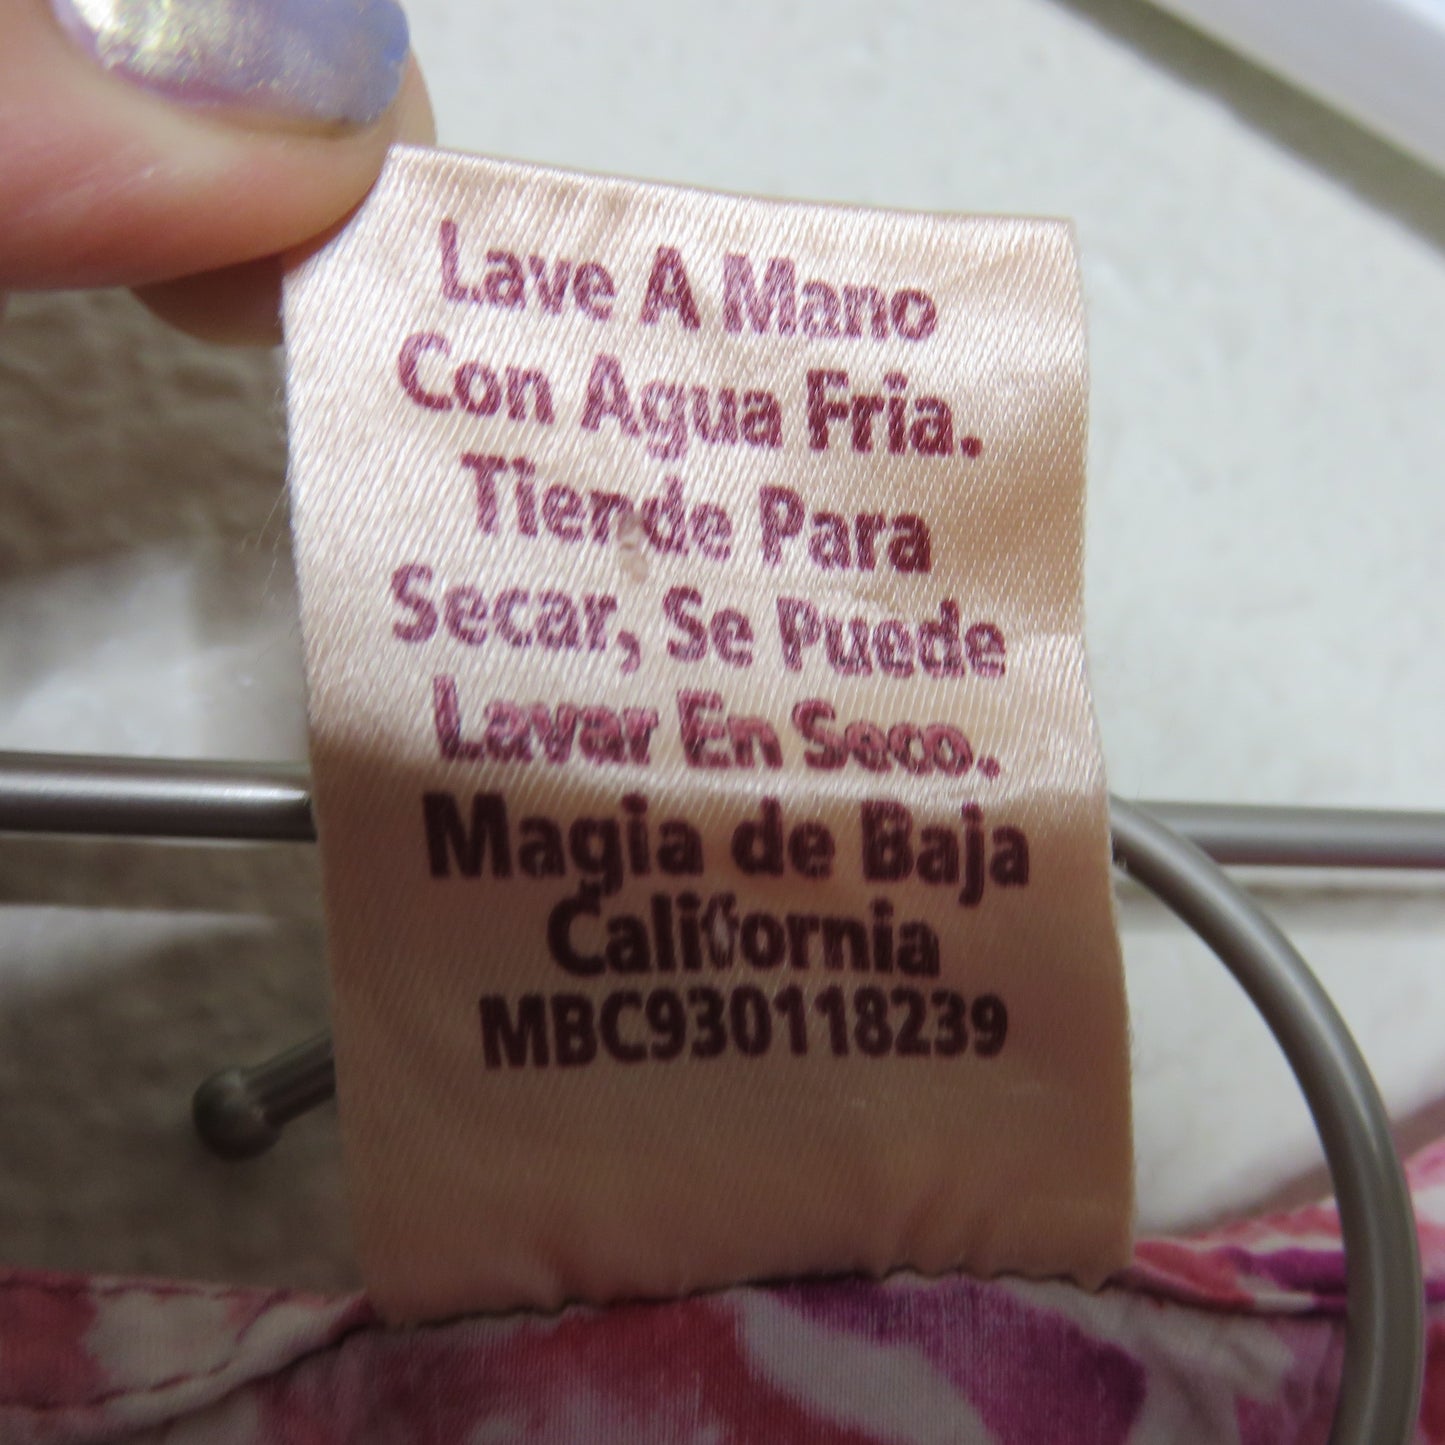 Lave A Mano
Con Agua Fria.
Tiende Para
Secar, Se Puede
Lavar En Seco.
Magia de Baja
California
MBC930118239